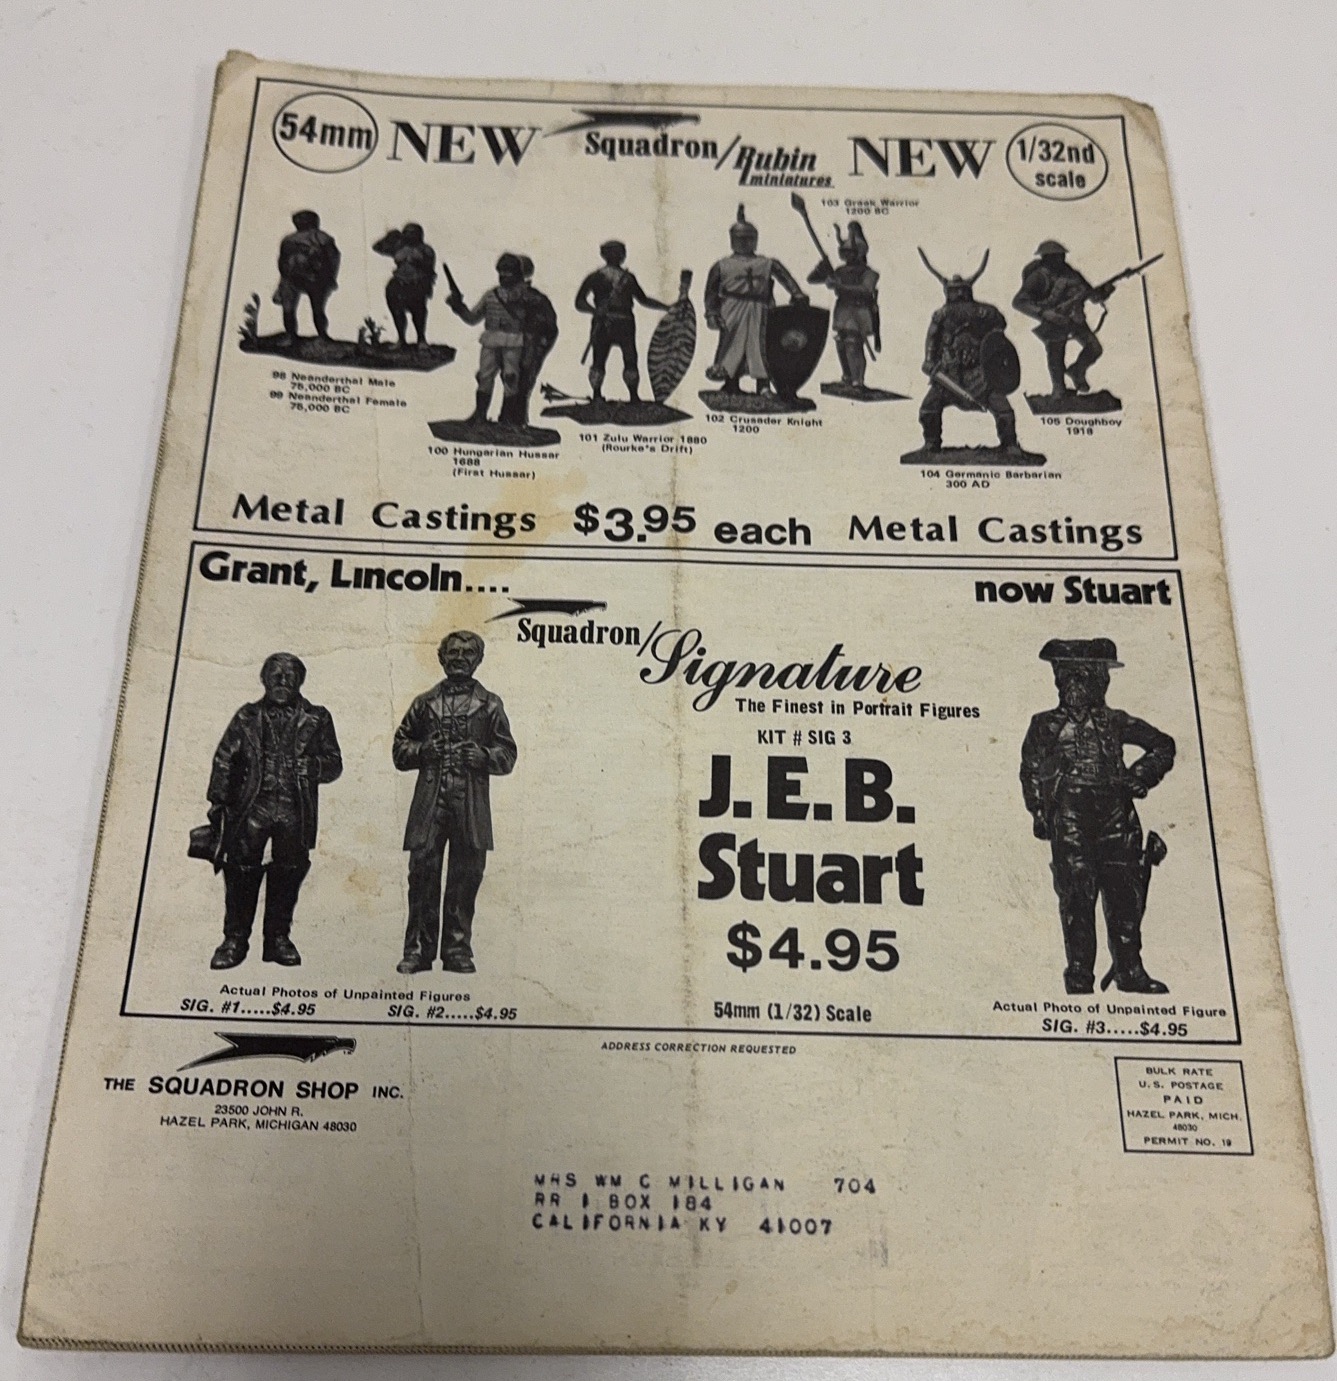 54mm NEW Squadron/Rubin miniatures NEW 1/32nd scale
103 Greek Warrior
1200 BC
98 Neanderthal Male
75,000 BC
99 Neanderthal Female
75,000 BC
100 Hungarian Hussar
1688
(First Hussar)
101 Zulu Warrior 1880
(Rourke's Drift)
102 Crusader Knight
1200
104 Germanic Barbarian
300 AD
105 Doughboy
1918
Metal Castings $3.95 each Metal Castings
Grant, Lincoln....
now Stuart
Squadron/Signature
The Finest in Portrait Figures
KIT # SIG 3
J.E.B.
Stuart
$4.95
54mm (1/32) Scale
Actual Photos of Unpainted Figures
SIG. #1.....$4.95 SIG. #2.....$4.95
Actual Photo of Unpainted Figure
SIG. #3.....$4.95
ADDRESS CORRECTION REQUESTED
THE SQUADRON SHOP INC.
23500 JOHN R.
HAZEL PARK, MICHIGAN 48030
BULK RATE
U.S. POSTAGE
PAID
HAZEL PARK, MICH.
48030
PERMIT NO. 19
MRS WM C MILLIGAN 704
RR 1 BOX 184
CALIFORNIA KY 41007